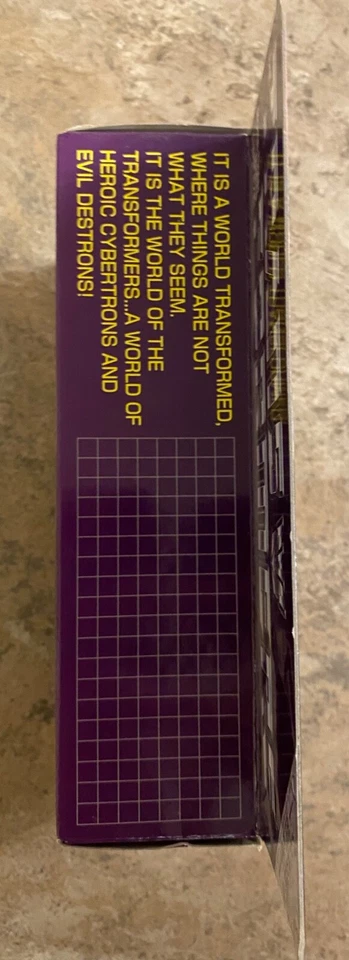 IT IS A WORLD TRANSFORMED,
WHERE THINGS ARE NOT
WHAT THEY SEEM.
IT IS THE WORLD OF THE
TRANSFORMERS...A WORLD OF
HEROIC CYBERTRONS AND
EVIL DESTRONS!